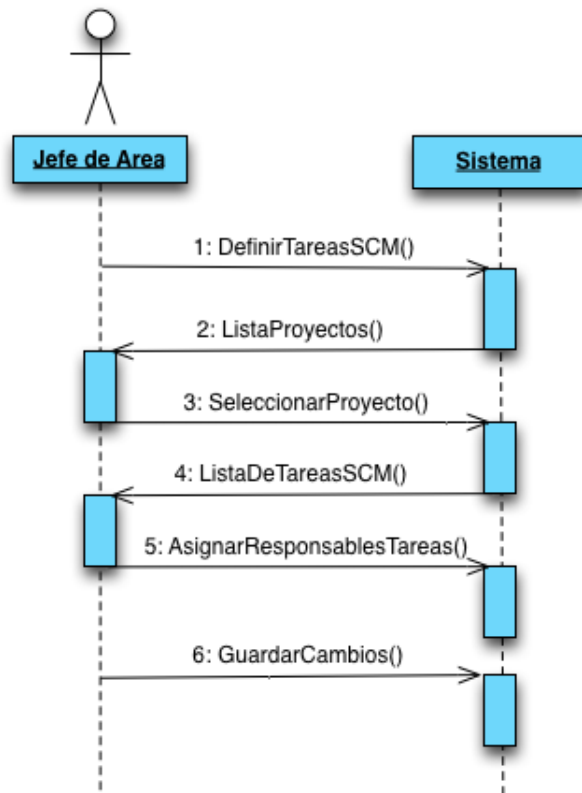 Jefe de Area
Sistema
1: DefinirTareasSCM()
2: ListaProyectos()
3: SeleccionarProyecto()
4: ListaDeTareasSCM()
5: AsignarResponsablesTareas()
6: GuardarCambios()